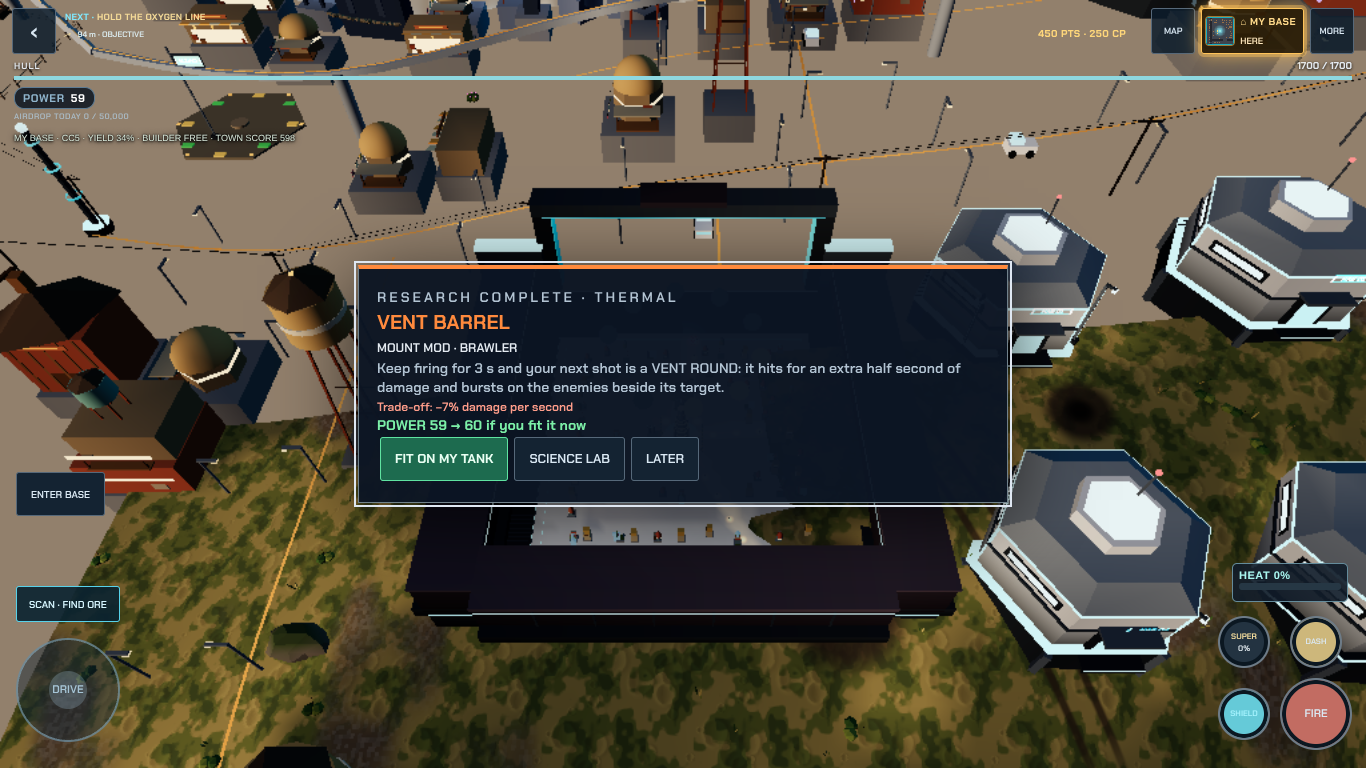 NEXT · HOLD THE OXYGEN LINE
94 m · OBJECTIVE
450 PTS · 250 CP
MAP
⌂ MY BASE
HERE
MORE
HULL
1700 / 1700
POWER 59
AIRDROP TODAY 0 / 50,000
MY BASE · CC5 · YIELD 34% · BUILDER FREE · TOWN SCORE 598
RESEARCH COMPLETE · THERMAL
VENT BARREL
MOUNT MOD · BRAWLER
Keep firing for 3 s and your next shot is a VENT ROUND: it hits for an extra half second of
damage and bursts on the enemies beside its target.
Trade-off: −7% damage per second
POWER 59 → 60 if you fit it now
FIT ON MY TANK
SCIENCE LAB
LATER
ENTER BASE
SCAN · FIND ORE
DRIVE
HEAT 0%
SUPER
0%
DASH
SHIELD
FIRE